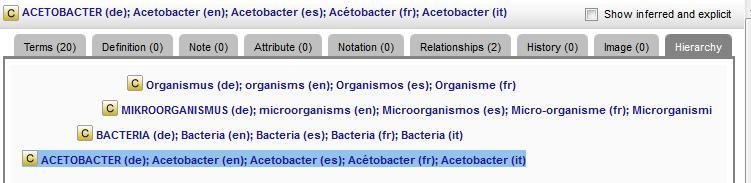 C ACETOBACTER (de); Acetobacter (en); Acetobacter (es); Acétobacter (fr); Acetobacter (it) Show inferred and explicit
Terms (20) Definition (0) Note (0) Attribute (0) Notation (0) Relationships (2) History (0) Image (0) Hierarchy
C Organismus (de); organisms (en); Organismos (es); Organisme (fr)
C MIKROORGANISMUS (de); microorganisms (en); Microorganismos (es); Micro-organisme (fr); Microrganismi
C BACTERIA (de); Bacteria (en); Bacteria (es); Bacteria (fr); Bacteria (it)
C ACETOBACTER (de); Acetobacter (en); Acetobacter (es); Acétobacter (fr); Acetobacter (it)